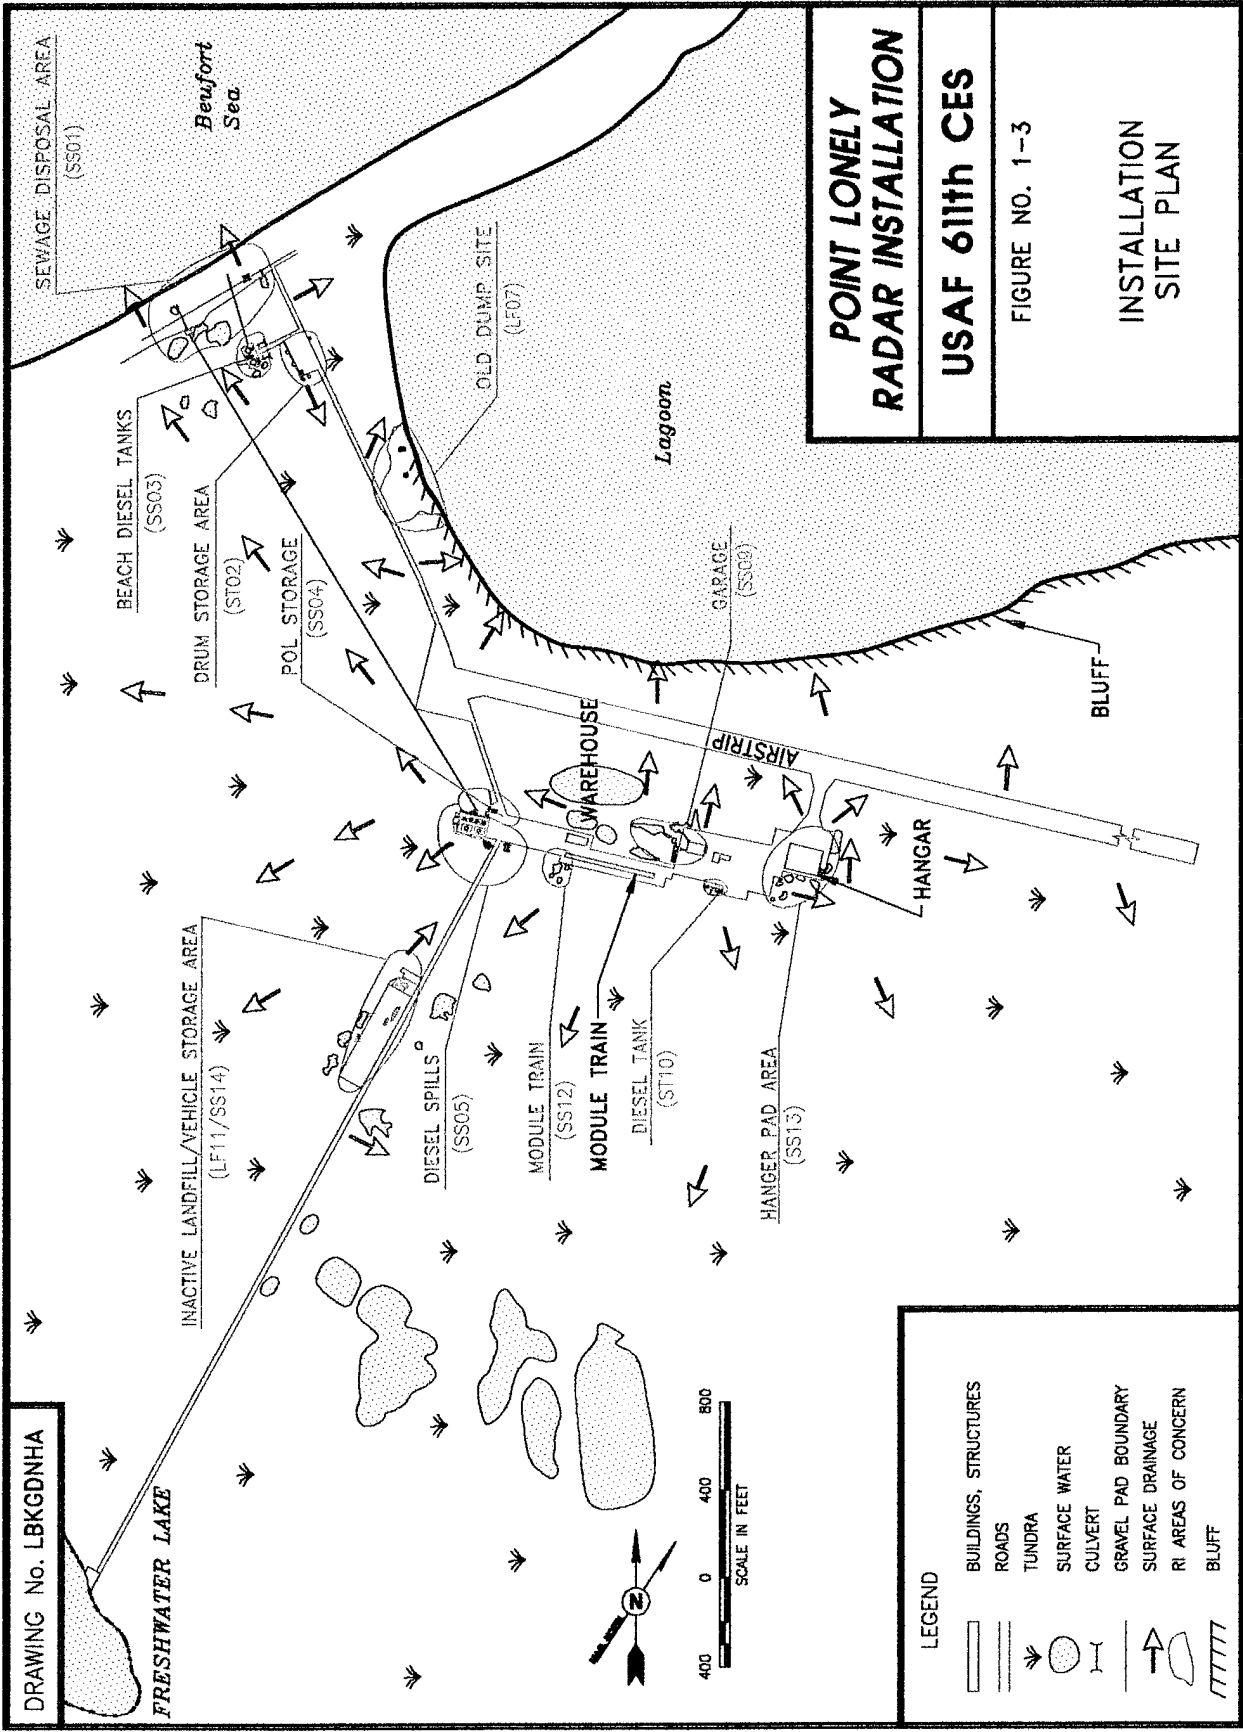 DRAWING No. LBKGDNHA
FRESHWATER LAKE
INACTIVE LANDFILL/VEHICLE STORAGE AREA
(LF11/SS14)
SEWAGE DISPOSAL AREA
(SS01)
Beufort
Sea
BEACH DIESEL TANKS
(SS03)
DRUM STORAGE AREA
(ST02)
POL STORAGE
(SS04)
OLD DUMP SITE
(LF07)
Lagoon
GARAGE
(SS09)
BLUFF
WAREHOUSE
AIRSTRIP
HANGAR
DIESEL SPILLS
(SS05)
MODULE TRAIN
(SS12)
MODULE TRAIN
DIESEL TANK
(ST10)
HANGER PAD AREA
(SS13)
N
400 0 400 800
SCALE IN FEET
LEGEND
BUILDINGS, STRUCTURES
ROADS
TUNDRA
SURFACE WATER
CULVERT
GRAVEL PAD BOUNDARY
SURFACE DRAINAGE
RI AREAS OF CONCERN
BLUFF
POINT LONELY
RADAR INSTALLATION
USAF 611th CES
FIGURE NO. 1-3
INSTALLATION
SITE PLAN